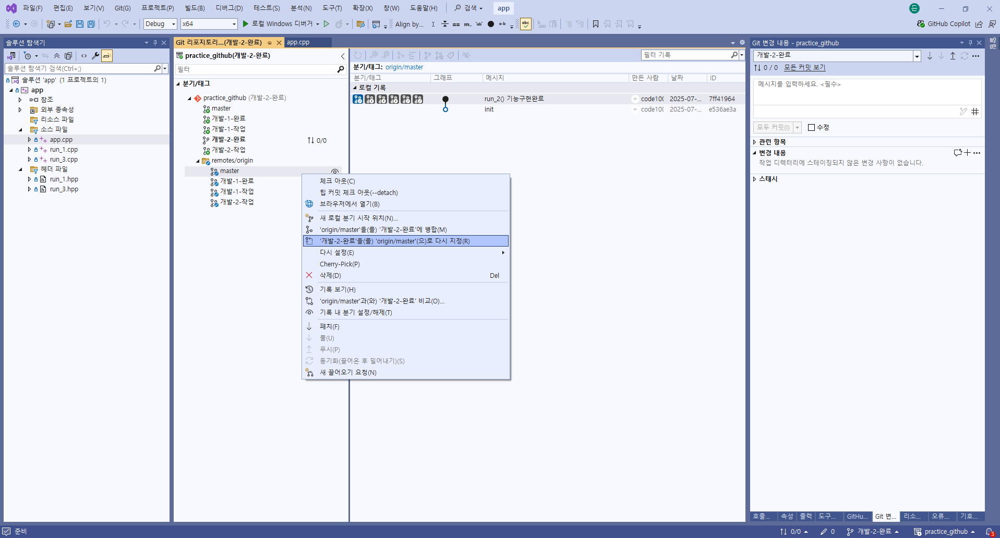 파일(F) 편집(E) 보기(V) Git(G) 프로젝트(P) 빌드(B) 디버그(D) 테스트(S) 분석(N) 도구(T) 확장(X) 창(W) 도움말(H) 검색 app
Debug x64 로컬 Windows 디버거 Align by... GitHub Copilot
솔루션 탐색기
솔루션 탐색기 검색(Ctrl+;)
솔루션 'app' (1 프로젝트의 1)
app
참조
외부 종속성
리소스 파일
소스 파일
app.cpp
run_1.cpp
run_3.cpp
헤더 파일
run_1.hpp
run_3.hpp
Git 리포지토리...(개발-2-완료) app.cpp
practice_github(개발-2-완료)
필터
분기/태그
practice_github (개발-2-완료)
master
개발-1-완료
개발-1-작업
개발-2-완료 0/0
개발-2-작업
remotes/origin
master
개발-1-완료
개발-1-작업
개발-2-작업
필터 기록
분기/태그: origin/master
분기/태그 그래프 메시지 만든 사람 날짜 ID
로컬 기록
run_2() 기능구현완료 code10 2025-07-... 7ff41964
init code10 2025-07-... e536ae3a
체크 아웃(C)
팁 커밋 체크 아웃(--detach)
브라우저에서 열기(B)
새 로컬 분기 시작 위치(N)...
'origin/master'을(를) '개발-2-완료'에 병합(M)
'개발-2-완료'을(를) 'origin/master'(으)로 다시 지정(R)
다시 설정(E)
Cherry-Pick(P)
삭제(D) Del
기록 보기(H)
'origin/master'과(와) '개발-2-완료' 비교(O)...
기록 내 분기 설정/해제(T)
페치(F)
풀(U)
푸시(P)
동기화(끌어온 후 밀어내기)(S)
새 끌어오기 요청(N)
Git 변경 내용 - practice_github
알림
개발-2-완료
0 / 0 모든 커밋 보기
메시지를 입력하세요. <필수>
모두 커밋(I) 수정
관련 항목
변경 내용
작업 디렉터리에 스테이징되지 않은 변경 사항이 없습니다.
스태시
호출... 속성 출력 도구... GitHu... Git 변... 리소... 오류... 기호...
준비 0/0 0 개발-2-완료 practice_github 3